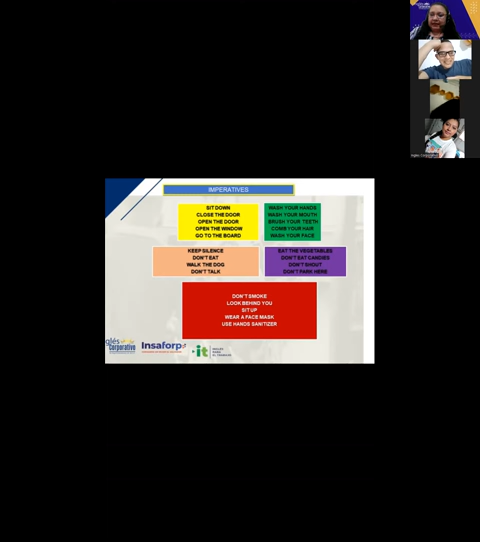 IMPERATIVES
SIT DOWN
CLOSE THE DOOR
OPEN THE DOOR
OPEN THE WINDOW
GO TO THE BOARD
WASH YOUR HANDS
WASH YOUR MOUTH
BRUSH YOUR TEETH
COMB YOUR HAIR
WASH YOUR FACE
KEEP SILENCE
DON'T EAT
WALK THE DOG
DON'T TALK
EAT THE VEGETABLES
DON'T EAT CANDIES
DON'T SHOUT
DON'T PARK HERE
DON'T SMOKE
LOOK BEHIND YOU
SIT UP
WEAR A FACE MASK
USE HANDS SANITIZER
glés
corporativo
Insaforp
it